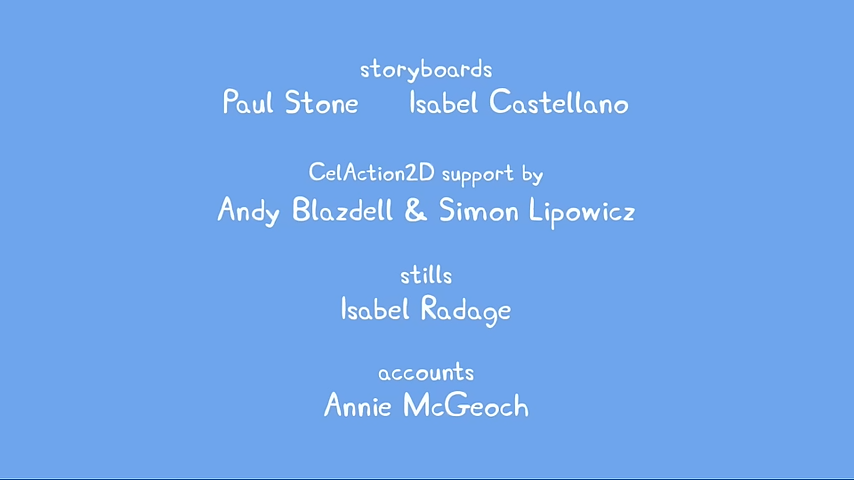 storyboards
Paul Stone Isabel Castellano
CelAction2D support by
Andy Blazdell & Simon Lipowicz
stills
Isabel Radage
accounts
Annie McGeoch